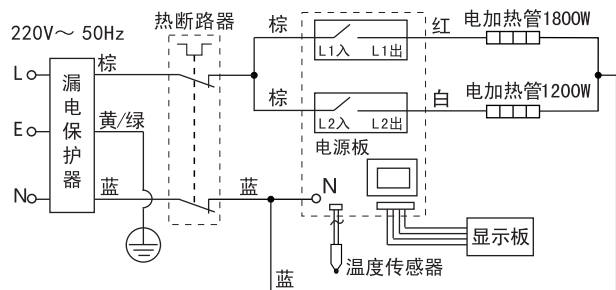 220V～ 50Hz
热断路器
棕
红
电加热管1800W
L1入 L1出
L
棕
漏电保护器
棕
白
电加热管1200W
E
黄/绿
L2入 L2出
电源板
N
蓝
蓝
N
显示板
温度传感器
蓝